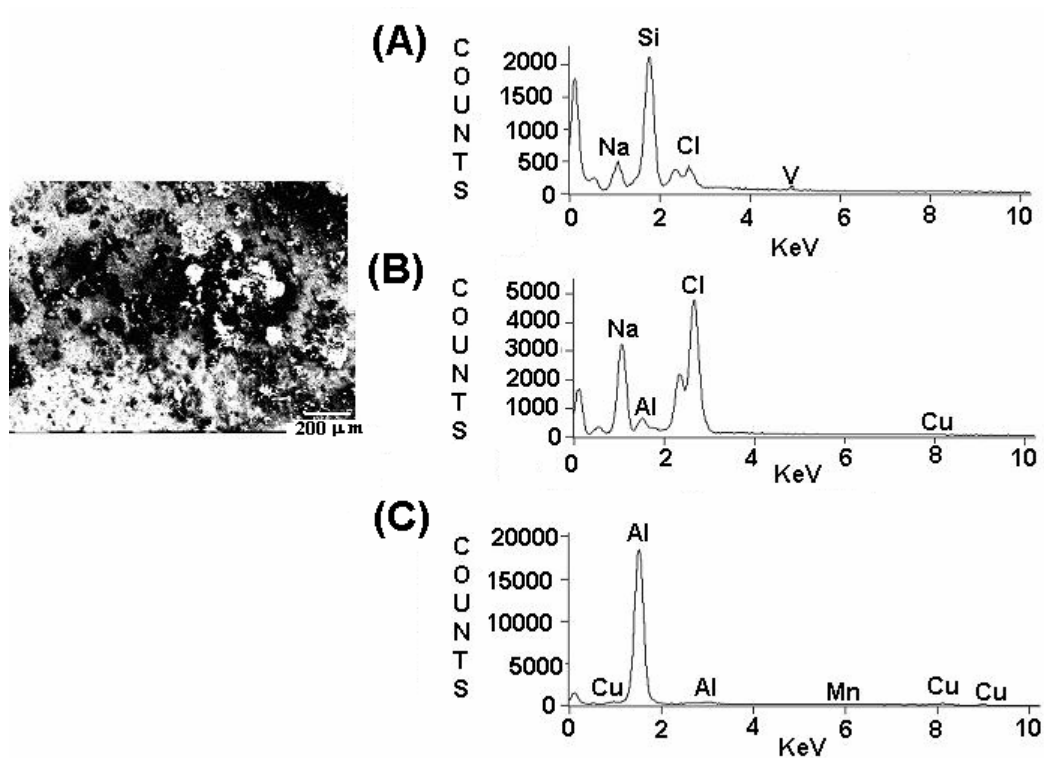 200 µm
(A)
COUNTS
2000
1500
1000
500
0
Si
Na
Cl
V
0 2 4 6 8 10
KeV
(B)
COUNTS
5000
4000
3000
2000
1000
0
Cl
Na
Al
Cu
0 2 4 6 8 10
KeV
(C)
COUNTS
20000
15000
10000
5000
0
Al
Cu Al Mn Cu Cu
0 2 4 6 8 10
KeV